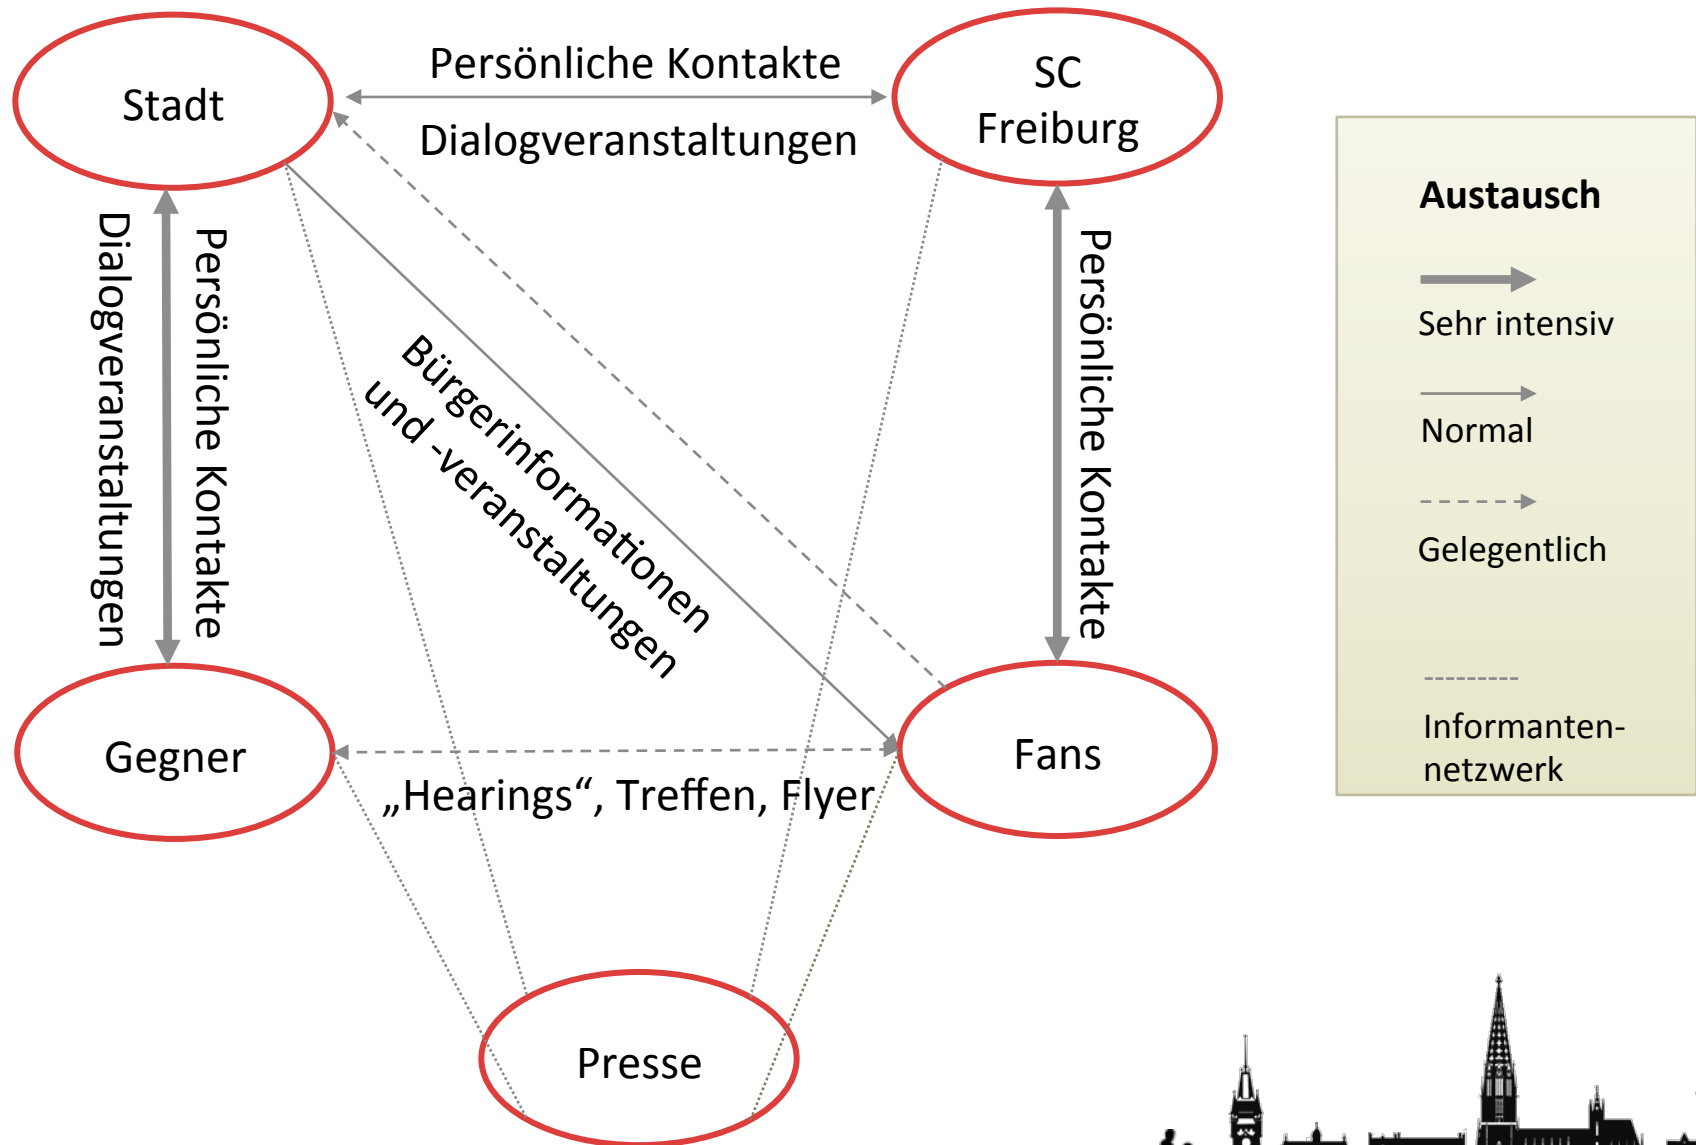 Stadt
Persönliche Kontakte
Dialogveranstaltungen
SC
Freiburg
Austausch
Sehr intensiv
Normal
Gelegentlich
Informanten-
netzwerk
Dialogveranstaltungen
Persönliche Kontakte
Bürgerinformationen
und -veranstaltungen
Persönliche Kontakte
Gegner
„Hearings“, Treffen, Flyer
Fans
Presse